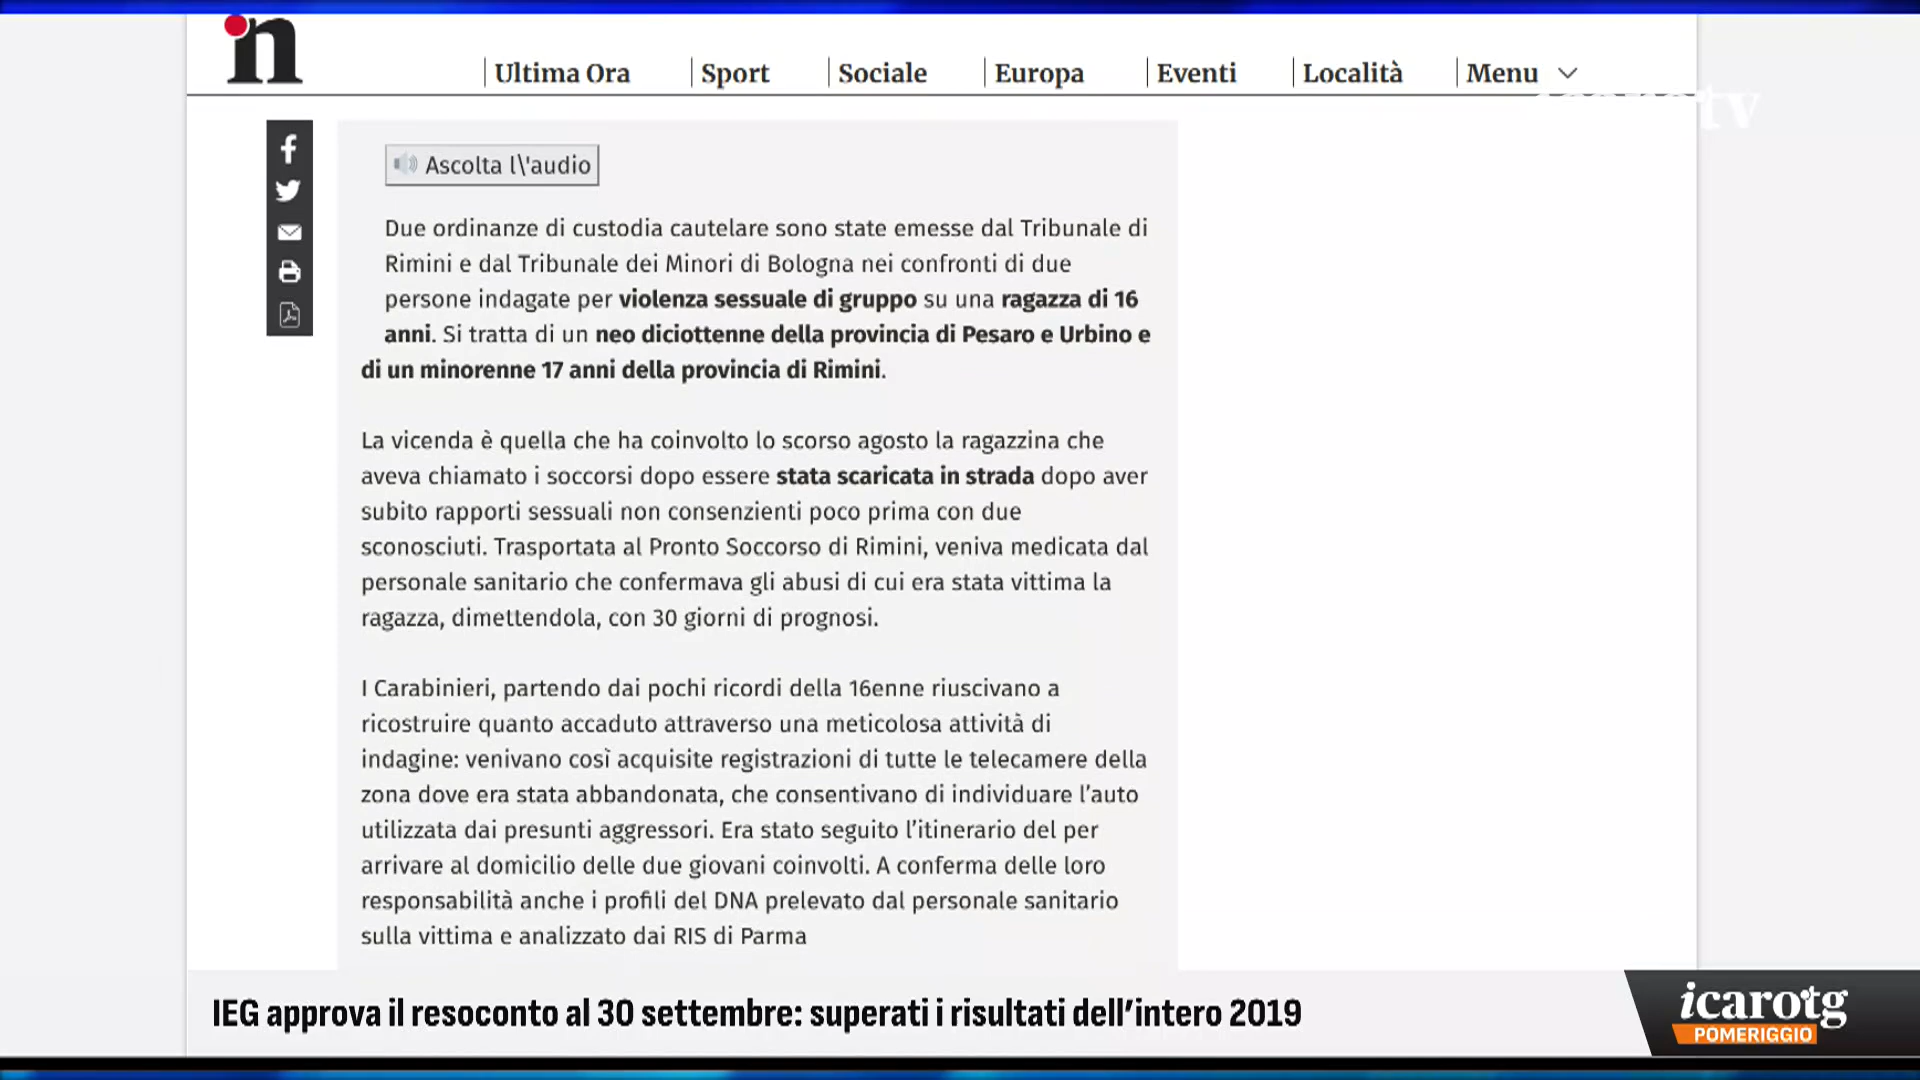 n
Ultima Ora
Sport
Sociale
Europa
Eventi
Località
Menu
tv
Ascolta l\'audio
Due ordinanze di custodia cautelare sono state emesse dal Tribunale di
Rimini e dal Tribunale dei Minori di Bologna nei confronti di due
persone indagate per violenza sessuale di gruppo su una ragazza di 16
anni. Si tratta di un neo diciottenne della provincia di Pesaro e Urbino e
di un minorenne 17 anni della provincia di Rimini.
La vicenda è quella che ha coinvolto lo scorso agosto la ragazzina che
aveva chiamato i soccorsi dopo essere stata scaricata in strada dopo aver
subito rapporti sessuali non consenzienti poco prima con due
sconosciuti. Trasportata al Pronto Soccorso di Rimini, veniva medicata dal
personale sanitario che confermava gli abusi di cui era stata vittima la
ragazza, dimettendola, con 30 giorni di prognosi.
I Carabinieri, partendo dai pochi ricordi della 16enne riuscivano a
ricostruire quanto accaduto attraverso una meticolosa attività di
indagine: venivano così acquisite registrazioni di tutte le telecamere della
zona dove era stata abbandonata, che consentivano di individuare l’auto
utilizzata dai presunti aggressori. Era stato seguito l’itinerario del per
arrivare al domicilio delle due giovani coinvolti. A conferma delle loro
responsabilità anche i profili del DNA prelevato dal personale sanitario
sulla vittima e analizzato dai RIS di Parma
IEG approva il resoconto al 30 settembre: superati i risultati dell’intero 2019
icarotg
POMERIGGIO